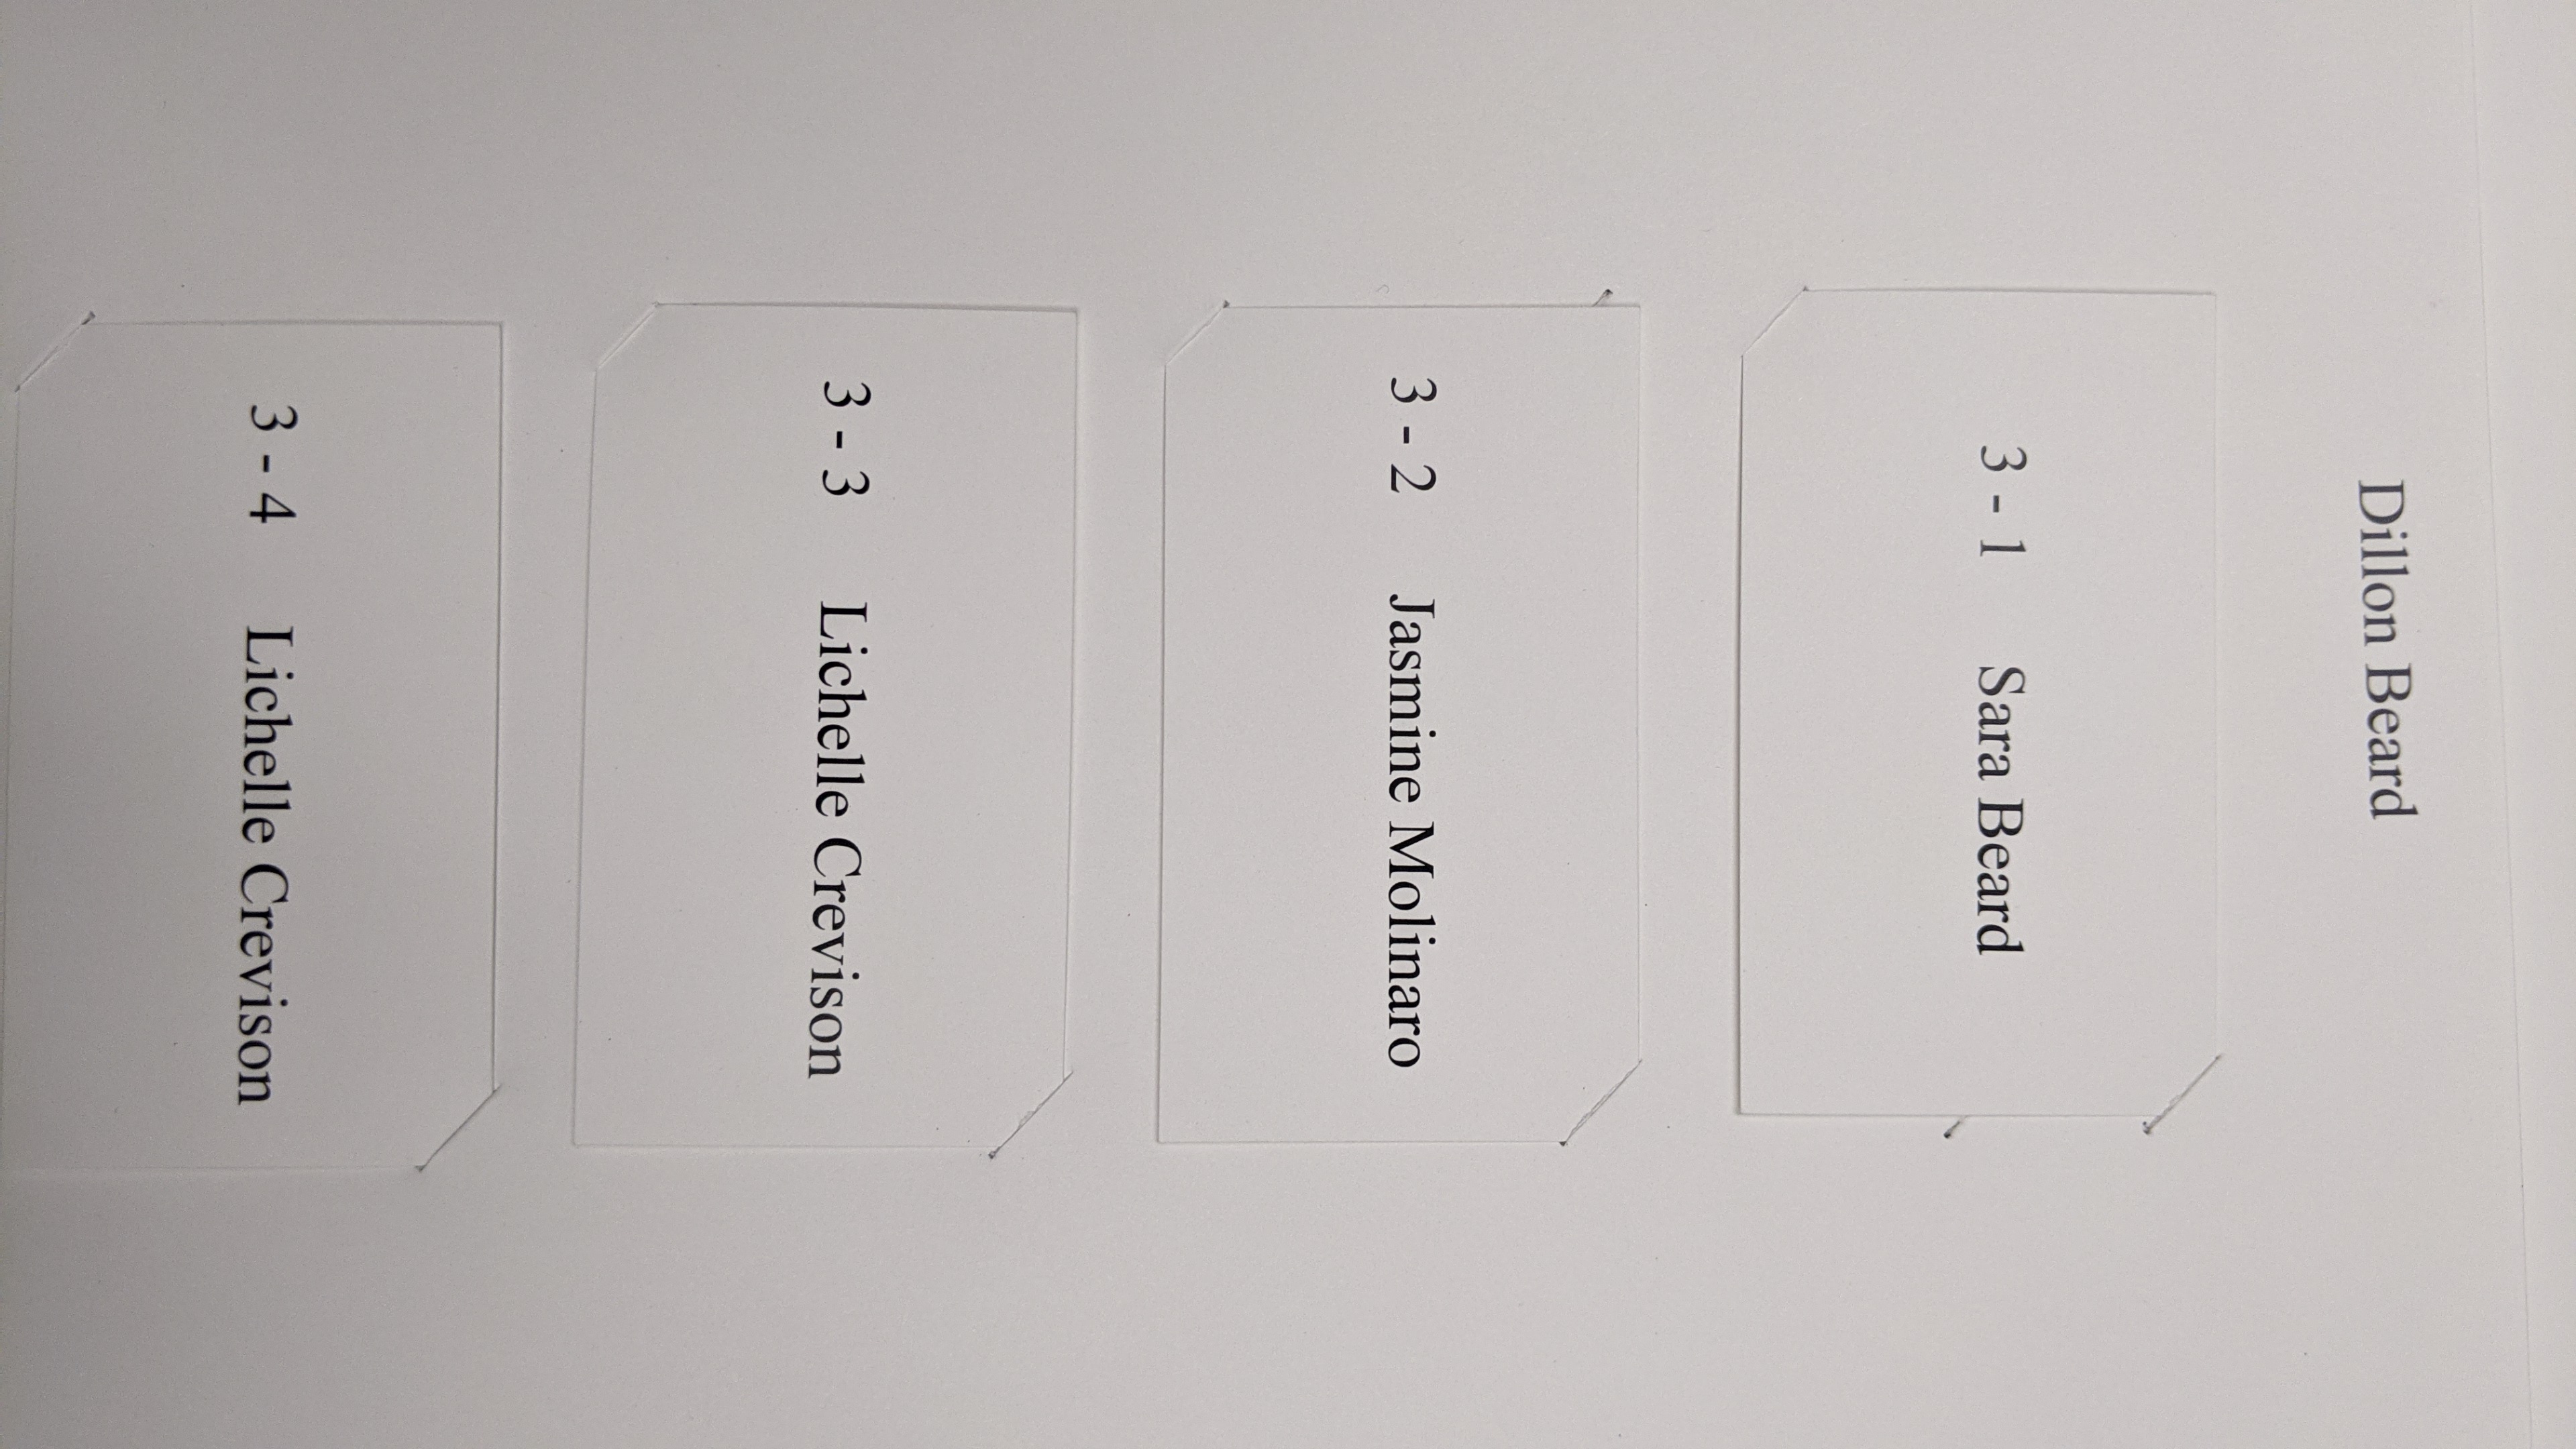 Dillon Beard
3 - 1 Sara Beard
3 - 2 Jasmine Molinaro
3 - 3 Lichelle Crevison
3 - 4 Lichelle Crevison